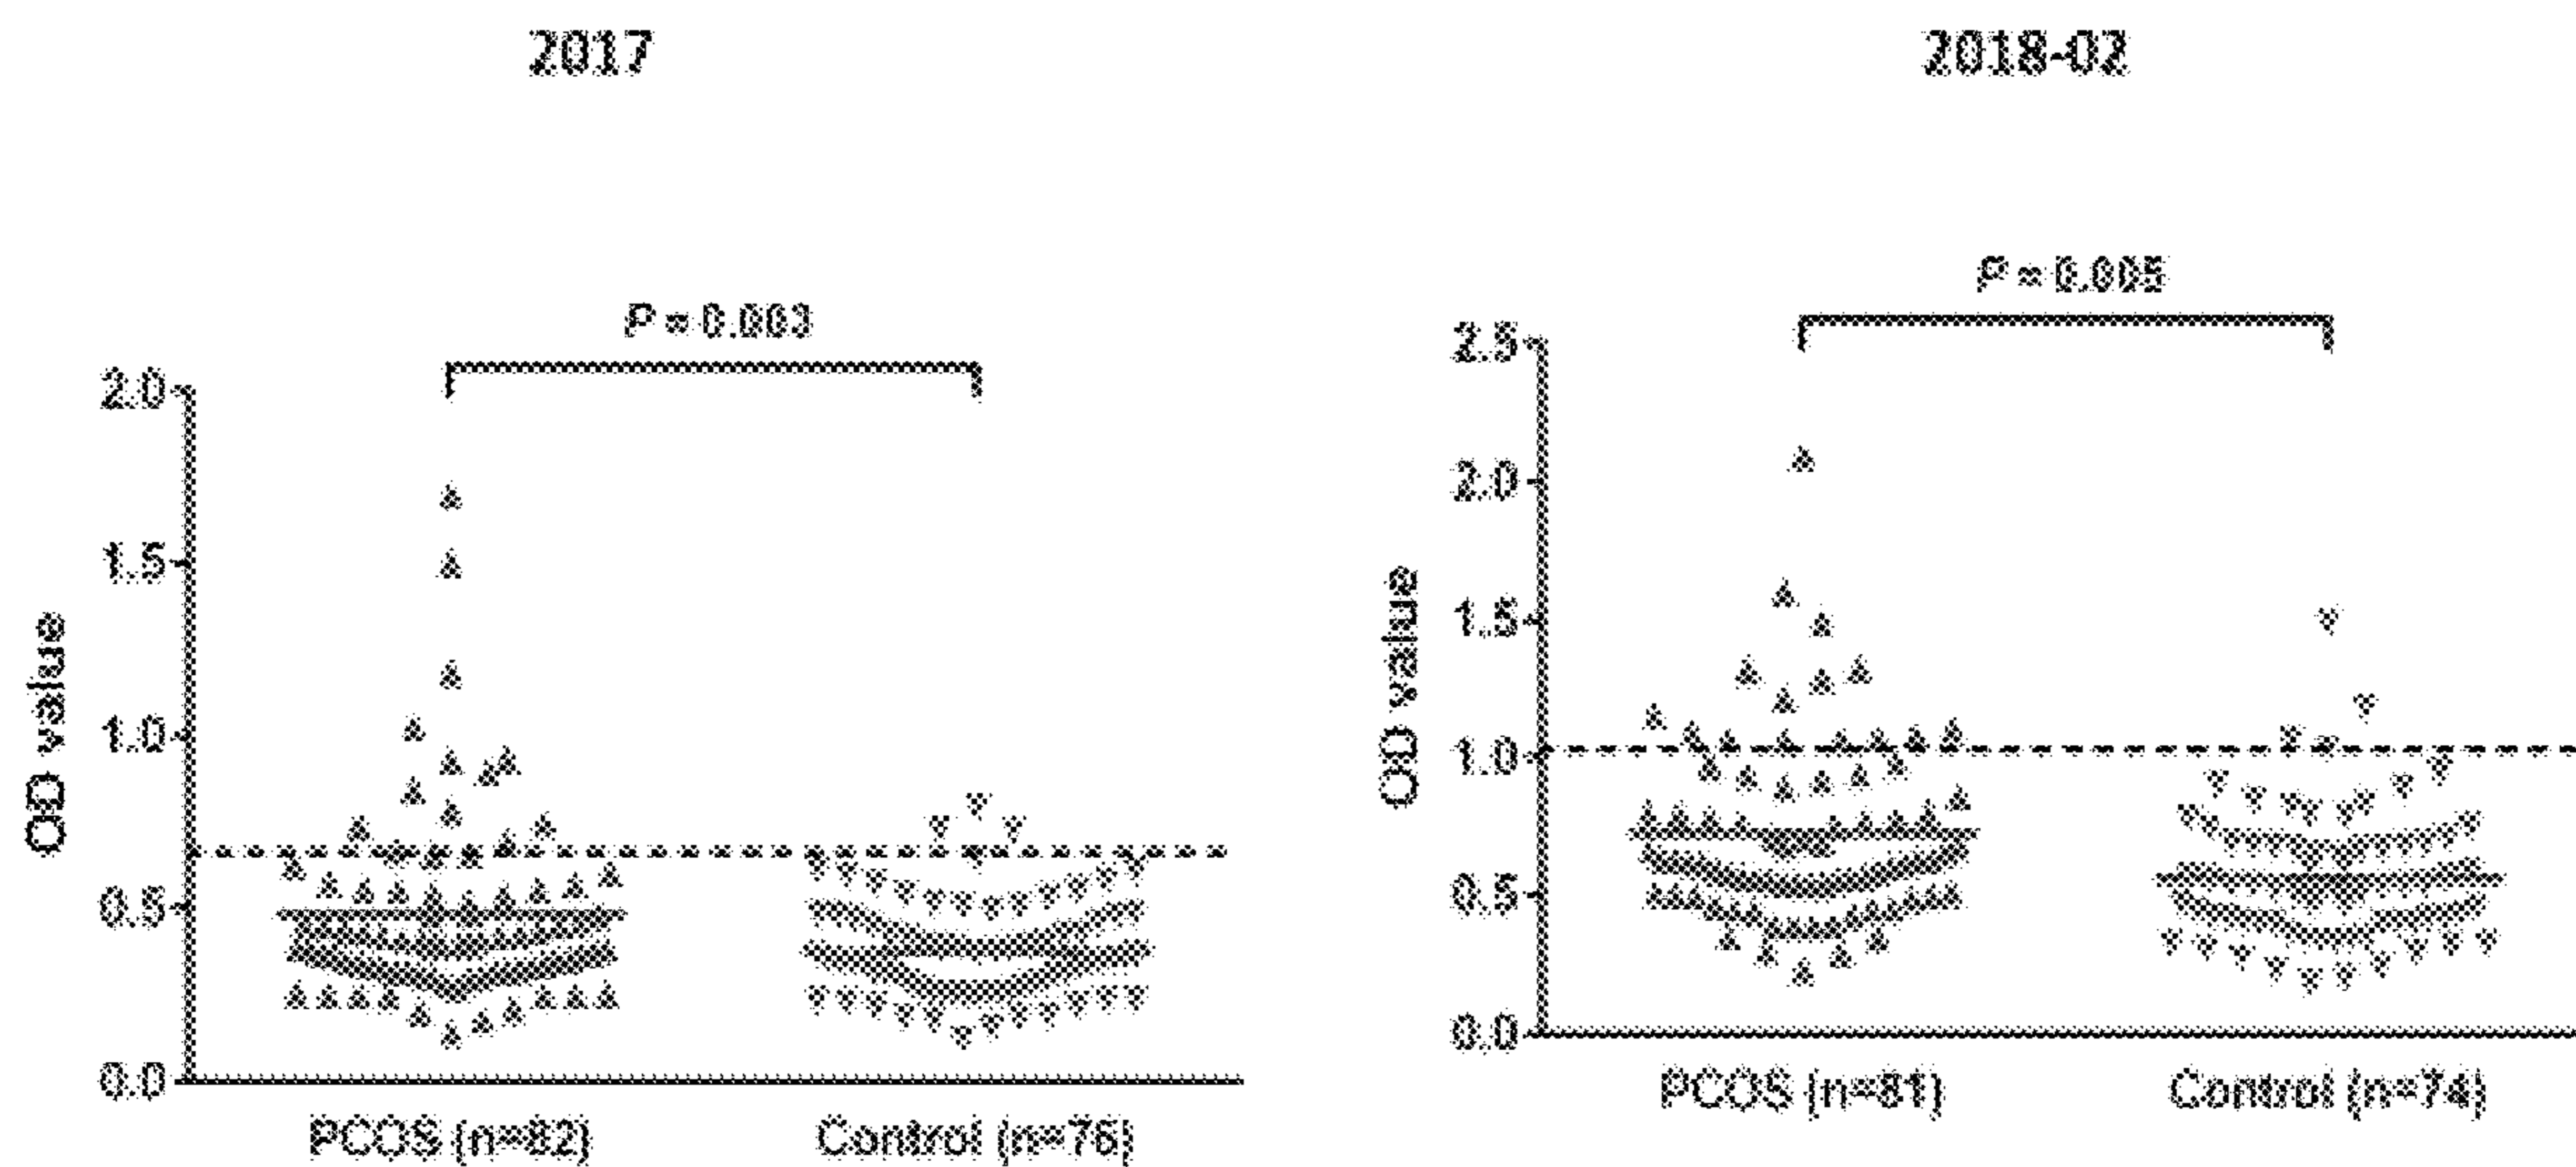 2017
P = 0.003
OD value
2.0
1.5
1.0
0.5
0.0
PCOS (n=82)
Control (n=76)
2018-02
P = 0.005
OD value
2.5
2.0
1.5
1.0
0.5
0.0
PCOS (n=81)
Control (n=74)